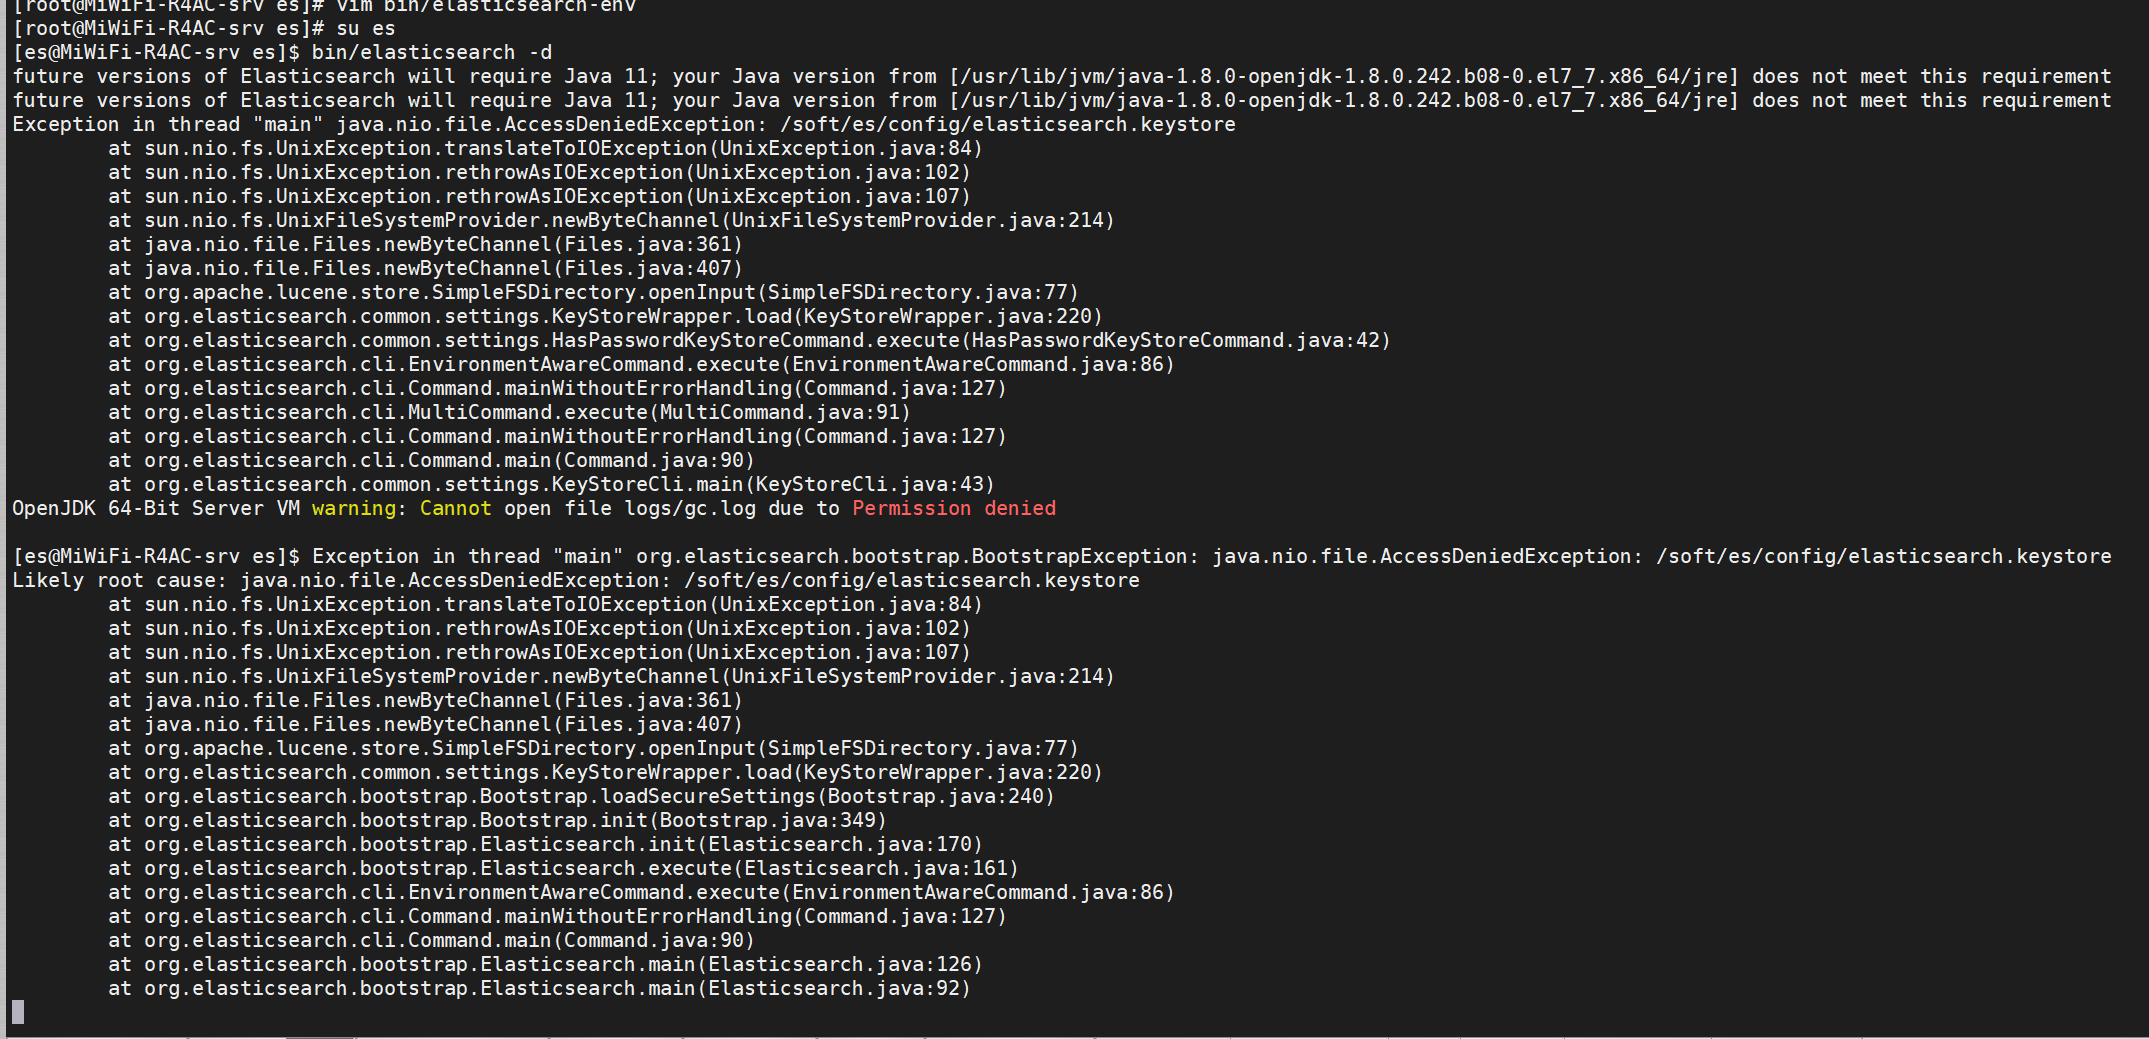 [root@MiWiFi-R4AC-srv es]# vim bin/elasticsearch-env
[root@MiWiFi-R4AC-srv es]# su es
[es@MiWiFi-R4AC-srv es]$ bin/elasticsearch -d
future versions of Elasticsearch will require Java 11; your Java version from [/usr/lib/jvm/java-1.8.0-openjdk-1.8.0.242.b08-0.el7_7.x86_64/jre] does not meet this requirement
future versions of Elasticsearch will require Java 11; your Java version from [/usr/lib/jvm/java-1.8.0-openjdk-1.8.0.242.b08-0.el7_7.x86_64/jre] does not meet this requirement
Exception in thread "main" java.nio.file.AccessDeniedException: /soft/es/config/elasticsearch.keystore
        at sun.nio.fs.UnixException.translateToIOException(UnixException.java:84)
        at sun.nio.fs.UnixException.rethrowAsIOException(UnixException.java:102)
        at sun.nio.fs.UnixException.rethrowAsIOException(UnixException.java:107)
        at sun.nio.fs.UnixFileSystemProvider.newByteChannel(UnixFileSystemProvider.java:214)
        at java.nio.file.Files.newByteChannel(Files.java:361)
        at java.nio.file.Files.newByteChannel(Files.java:407)
        at org.apache.lucene.store.SimpleFSDirectory.openInput(SimpleFSDirectory.java:77)
        at org.elasticsearch.common.settings.KeyStoreWrapper.load(KeyStoreWrapper.java:220)
        at org.elasticsearch.common.settings.HasPasswordKeyStoreCommand.execute(HasPasswordKeyStoreCommand.java:42)
        at org.elasticsearch.cli.EnvironmentAwareCommand.execute(EnvironmentAwareCommand.java:86)
        at org.elasticsearch.cli.Command.mainWithoutErrorHandling(Command.java:127)
        at org.elasticsearch.cli.MultiCommand.execute(MultiCommand.java:91)
        at org.elasticsearch.cli.Command.mainWithoutErrorHandling(Command.java:127)
        at org.elasticsearch.cli.Command.main(Command.java:90)
        at org.elasticsearch.common.settings.KeyStoreCli.main(KeyStoreCli.java:43)
OpenJDK 64-Bit Server VM warning: Cannot open file logs/gc.log due to Permission denied
[es@MiWiFi-R4AC-srv es]$ Exception in thread "main" org.elasticsearch.bootstrap.BootstrapException: java.nio.file.AccessDeniedException: /soft/es/config/elasticsearch.keystore
Likely root cause: java.nio.file.AccessDeniedException: /soft/es/config/elasticsearch.keystore
        at sun.nio.fs.UnixException.translateToIOException(UnixException.java:84)
        at sun.nio.fs.UnixException.rethrowAsIOException(UnixException.java:102)
        at sun.nio.fs.UnixException.rethrowAsIOException(UnixException.java:107)
        at sun.nio.fs.UnixFileSystemProvider.newByteChannel(UnixFileSystemProvider.java:214)
        at java.nio.file.Files.newByteChannel(Files.java:361)
        at java.nio.file.Files.newByteChannel(Files.java:407)
        at org.apache.lucene.store.SimpleFSDirectory.openInput(SimpleFSDirectory.java:77)
        at org.elasticsearch.common.settings.KeyStoreWrapper.load(KeyStoreWrapper.java:220)
        at org.elasticsearch.bootstrap.Bootstrap.loadSecureSettings(Bootstrap.java:240)
        at org.elasticsearch.bootstrap.Bootstrap.init(Bootstrap.java:349)
        at org.elasticsearch.bootstrap.Elasticsearch.init(Elasticsearch.java:170)
        at org.elasticsearch.bootstrap.Elasticsearch.execute(Elasticsearch.java:161)
        at org.elasticsearch.cli.EnvironmentAwareCommand.execute(EnvironmentAwareCommand.java:86)
        at org.elasticsearch.cli.Command.mainWithoutErrorHandling(Command.java:127)
        at org.elasticsearch.cli.Command.main(Command.java:90)
        at org.elasticsearch.bootstrap.Elasticsearch.main(Elasticsearch.java:126)
        at org.elasticsearch.bootstrap.Elasticsearch.main(Elasticsearch.java:92)